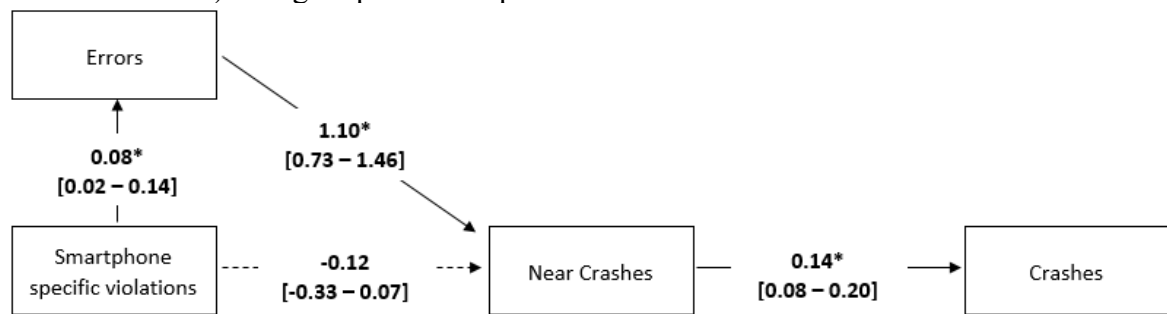 Errors
1.10*
[0.73 – 1.46]
0.08*
[0.02 – 0.14]
Smartphone
specific violations
-0.12
[-0.33 – 0.07]
Near Crashes
0.14*
[0.08 – 0.20]
Crashes